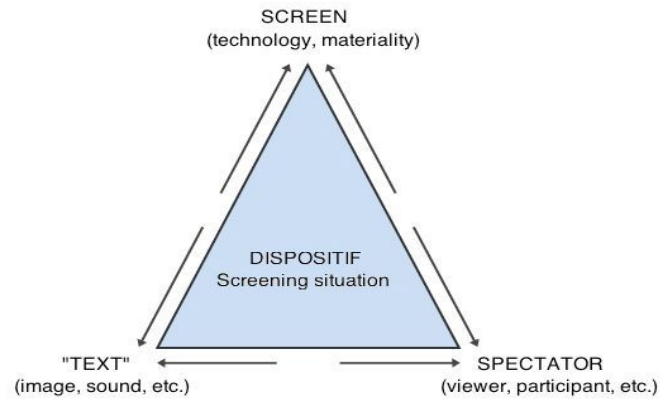 SCREEN
(technology, materiality)
DISPOSITIF
Screening situation
"TEXT"
(image, sound, etc.)
SPECTATOR
(viewer, participant, etc.)